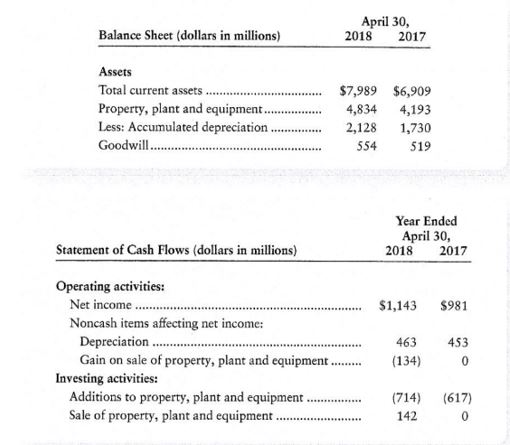 April 30,
Balance Sheet (dollars in millions) 2018 2017
Assets
Total current assets ................................... $7,989 $6,909
Property, plant and equipment................ 4,834 4,193
Less: Accumulated depreciation ............... 2,128 1,730
Goodwill.................................................... 554 519
Year Ended
April 30,
Statement of Cash Flows (dollars in millions) 2018 2017
Operating activities:
Net income .................................................................... $1,143 $981
Noncash items affecting net income:
Depreciation ............................................................... 463 453
Gain on sale of property, plant and equipment ......... (134) 0
Investing activities:
Additions to property, plant and equipment ................ (714) (617)
Sale of property, plant and equipment .......................... 142 0